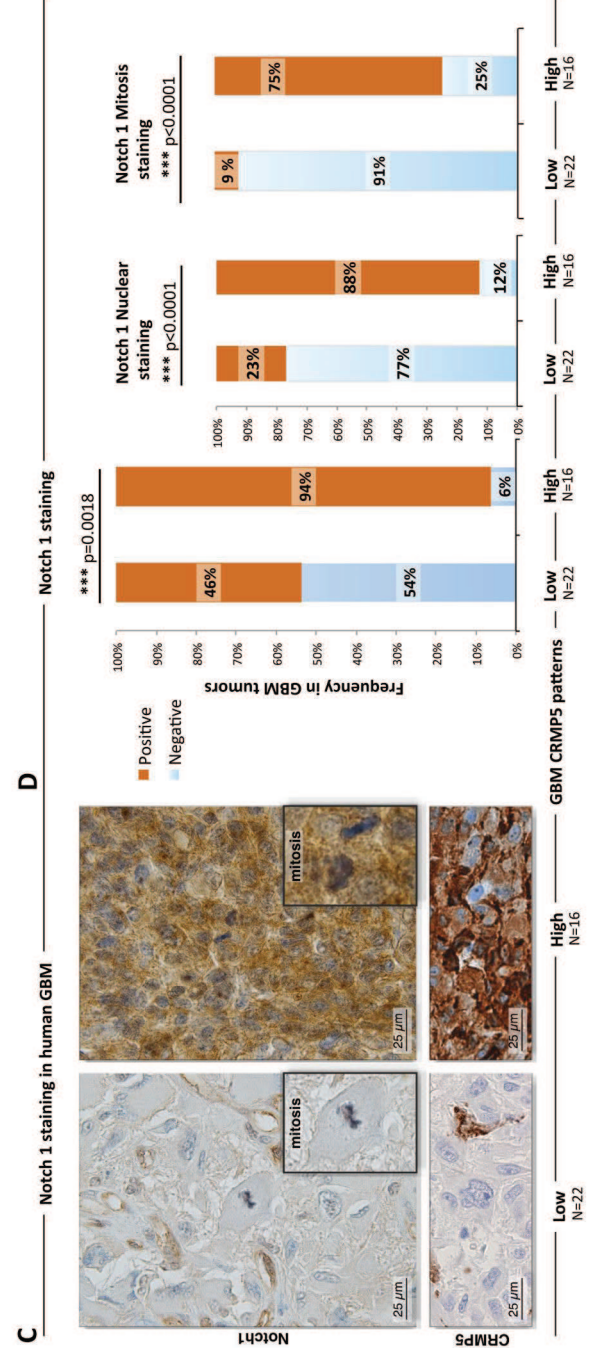 C
Notch 1 staining in human GBM
Notch1
mitosis
25 µm
mitosis
25 µm
CRMP5
25 µm
25 µm
Low
N=22
High
N=16
D
Notch 1 staining
Positive
Negative
Frequency in GBM tumors
100%
90%
80%
70%
60%
50%
40%
30%
20%
10%
0%
*** p=0.0018
46%
54%
94%
6%
Low
N=22
High
N=16
100%
90%
80%
70%
60%
50%
40%
30%
20%
10%
0%
Notch 1 Nuclear
staining
*** p<0.0001
23%
77%
88%
12%
Low
N=22
High
N=16
Notch 1 Mitosis
staining
*** p<0.0001
9 %
91%
75%
25%
Low
N=22
High
N=16
GBM CRMP5 patterns